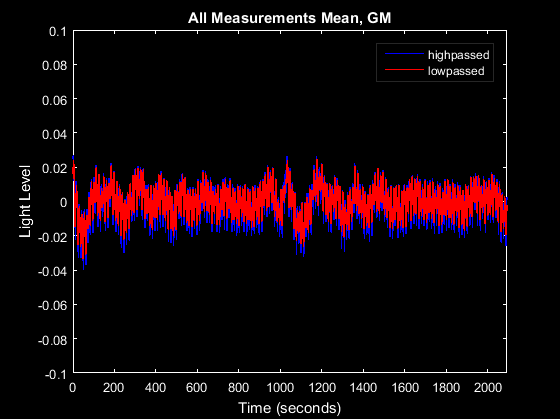 All Measurements Mean, GM
0.1
0.08
0.06
0.04
0.02
0
-0.02
-0.04
-0.06
-0.08
-0.1
Light Level
highpassed
lowpassed
0 200 400 600 800 1000 1200 1400 1600 1800 2000
Time (seconds)